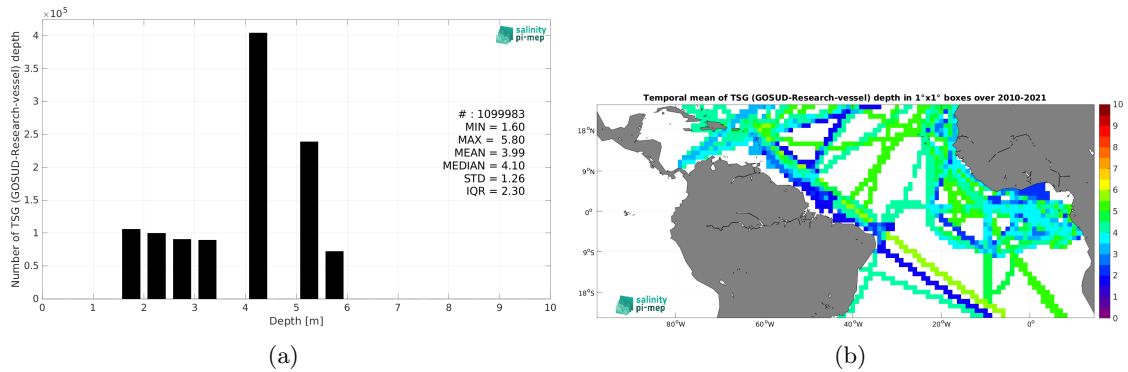 ×10⁵
4
3.5
3
2.5
2
1.5
1
0.5
0
Number of TSG (GOSUD-Research-vessel) depth
salinity
pi-mep
# : 1099983
MIN = 1.60
MAX = 5.80
MEAN = 3.99
MEDIAN = 4.10
STD = 1.26
IQR = 2.30
0 1 2 3 4 5 6 7 8 9 10
Depth [m]
(a)
Temporal mean of TSG (GOSUD-Research-vessel) depth in 1°x1° boxes over 2010-2021
18°N
9°N
0°
9°S
18°S
80°W 60°W 40°W 20°W 0°
salinity
pi-mep
10
9
8
7
6
5
4
3
2
1
0
(b)